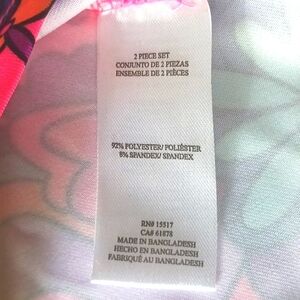 2 PIECE SET
CONJUNTO DE 2 PIEZAS
ENSEMBLE DE 2 PIÈCES
92% POLYESTER/ POLIÉSTER
8% SPANDEX/ SPANDEX
RN# 15517
CA# 61878
MADE IN BANGLADESH
HECHO EN BANGLADESH
FABRIQUÉ AU BANGLADESH